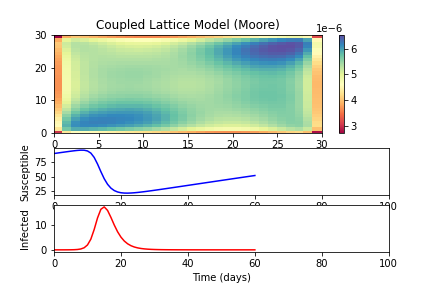 Coupled Lattice Model (Moore)
1e−6
30
20
10
0
0 5 10 15 20 25 30
6
5
4
3
Susceptible
75
50
25
0 20 40 60 80 100
Infected
10
0
0 20 40 60 80 100
Time (days)